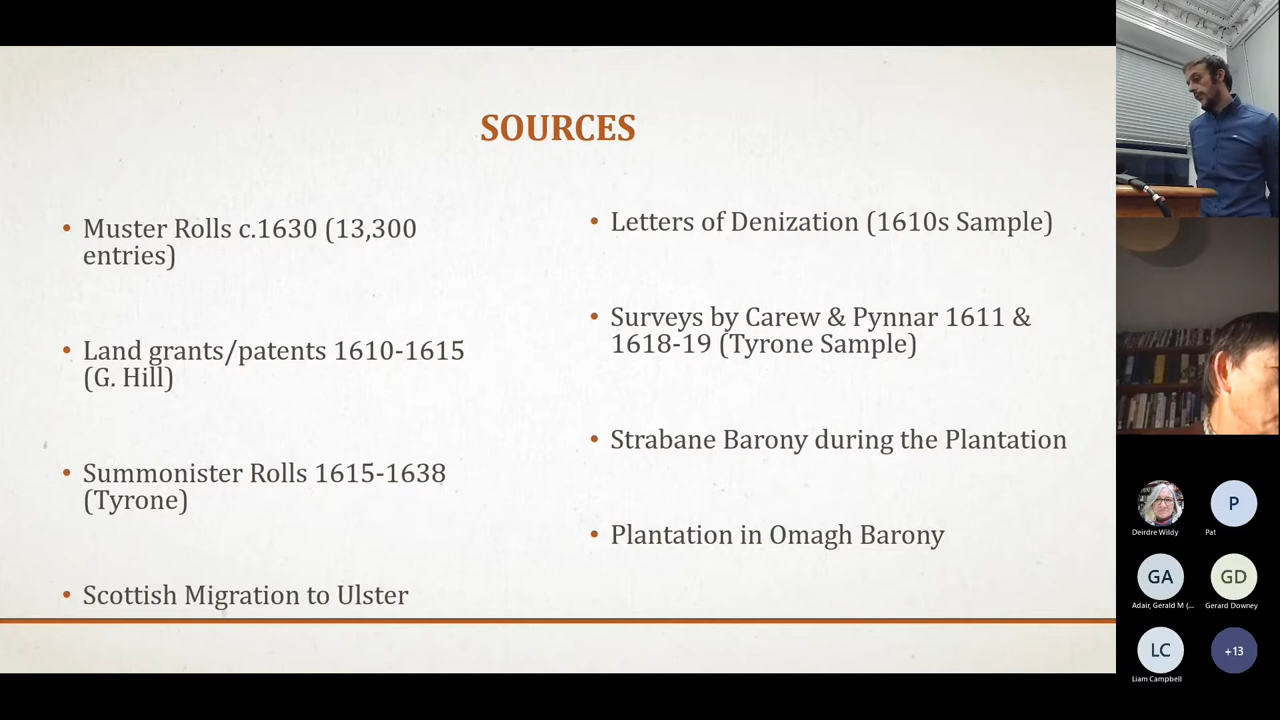 SOURCES
• Muster Rolls c.1630 (13,300
entries)
• Land grants/patents 1610-1615
(G. Hill)
• Summonister Rolls 1615-1638
(Tyrone)
• Scottish Migration to Ulster
• Letters of Denization (1610s Sample)
• Surveys by Carew & Pynnar 1611 &
1618-19 (Tyrone Sample)
• Strabane Barony during the Plantation
• Plantation in Omagh Barony
Deirdre Wildy
P
Pat
GA
Adair, Gerald M (...
GD
Gerard Downey
LC
Liam Campbell
+13